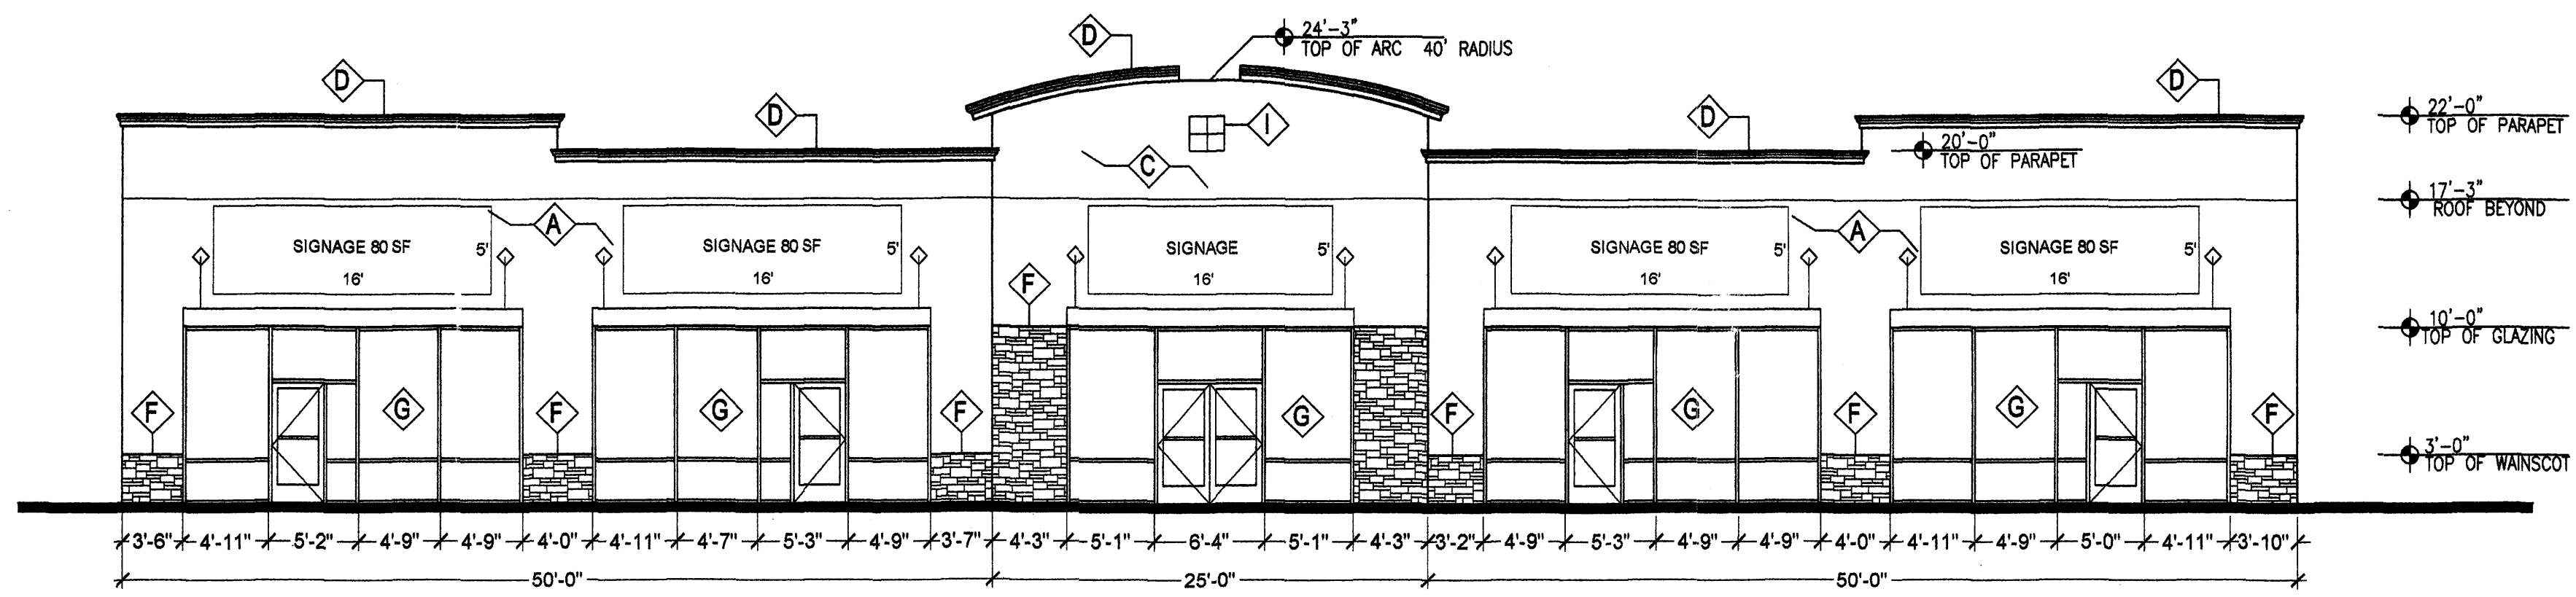 D
24'-3"
TOP OF ARC 40' RADIUS
D
D
D
I
D
22'-0"
TOP OF PARAPET
20'-0"
TOP OF PARAPET
C
17'-3"
ROOF BEYOND
SIGNAGE 80 SF
5'
16'
A
SIGNAGE 80 SF
5'
16'
SIGNAGE
5'
16'
SIGNAGE 80 SF
5'
16'
A
SIGNAGE 80 SF
5'
16'
F
10'-0"
TOP OF GLAZING
F
G
F
G
F
G
F
G
F
G
F
3'-0"
TOP OF WAINSCOT
3'-6" 4'-11" 5'-2" 4'-9" 4'-9" 4'-0" 4'-11" 4'-7" 5'-3" 4'-9" 3'-7" 4'-3" 5'-1" 6'-4" 5'-1" 4'-3" 3'-2" 4'-9" 5'-3" 4'-9" 4'-9" 4'-0" 4'-11" 4'-9" 5'-0" 4'-11" 3'-10"
50'-0" 25'-0" 50'-0"